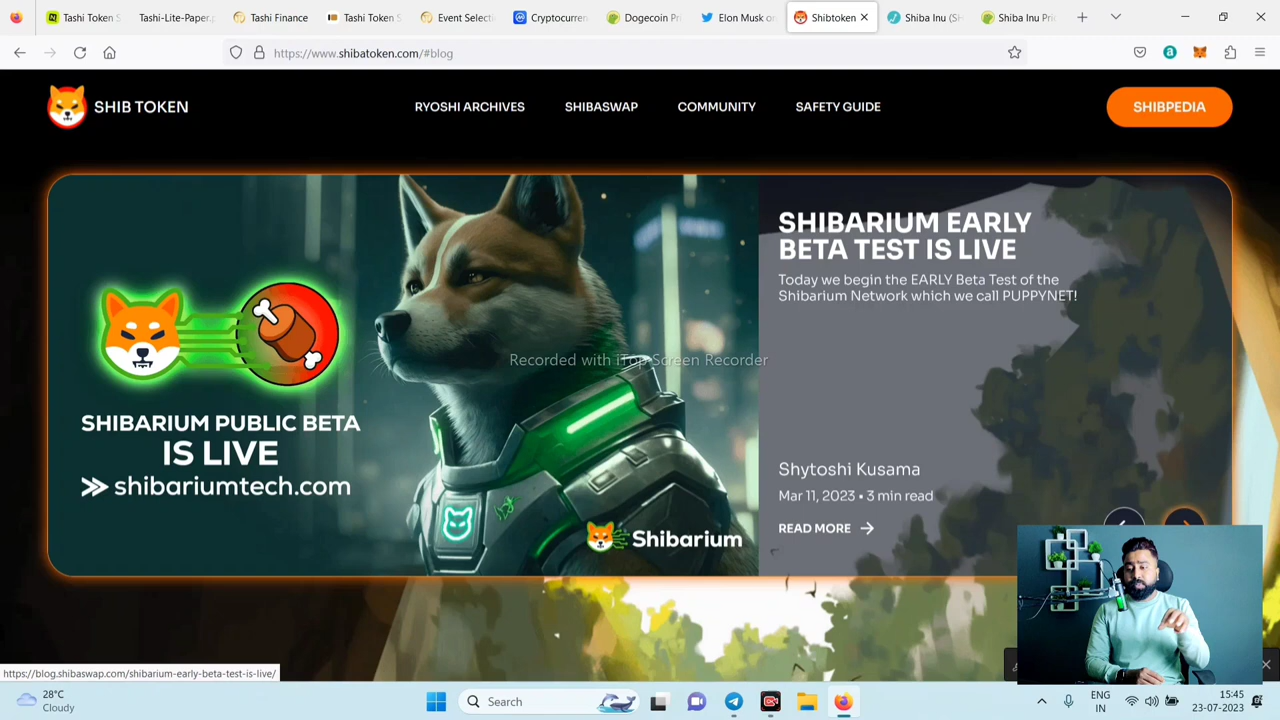 Tashi T S
Tashi-Lite-Paper.p
Tashi Finance
Tashi Token S
Event Selecti
Cryptocurren
Dogecoin Pri
Elon Musk on
Shibtoken
Shiba Inu (SH
Shiba Inu Pric
https://www.shibatoken.com/#blog
SHIB TOKEN
RYOSHI ARCHIVES
SHIBASWAP
COMMUNITY
SAFETY GUIDE
SHIBPEDIA
SHIBARIUM PUBLIC BETA
IS LIVE
shibariumtech.com
Shibarium
SHIBARIUM EARLY
BETA TEST IS LIVE
Today we begin the EARLY Beta Test of the
Shibarium Network which we call PUPPYNET!
Recorded with iTop Screen Recorder
Shytoshi Kusama
Mar 11, 2023 • 3 min read
READ MORE
https://blog.shibaswap.com/shibarium-early-beta-test-is-live/
28°C
Cloudy
Search
ENG
IN
15:45
23-07-2023